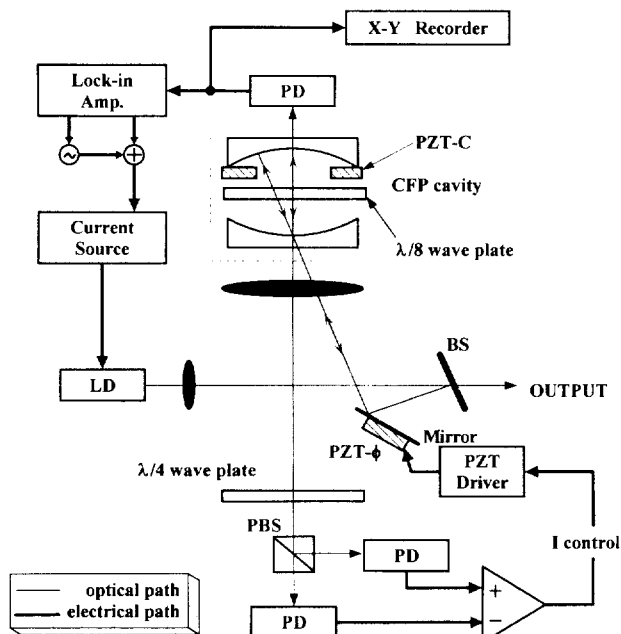 X-Y Recorder
Lock-in
Amp.
PD
PZT-C
CFP cavity
λ/8 wave plate
~
+
Current
Source
LD
BS
OUTPUT
Mirror
PZT-ϕ
PZT
Driver
λ/4 wave plate
PBS
PD
I control
+
−
PD
optical path
electrical path